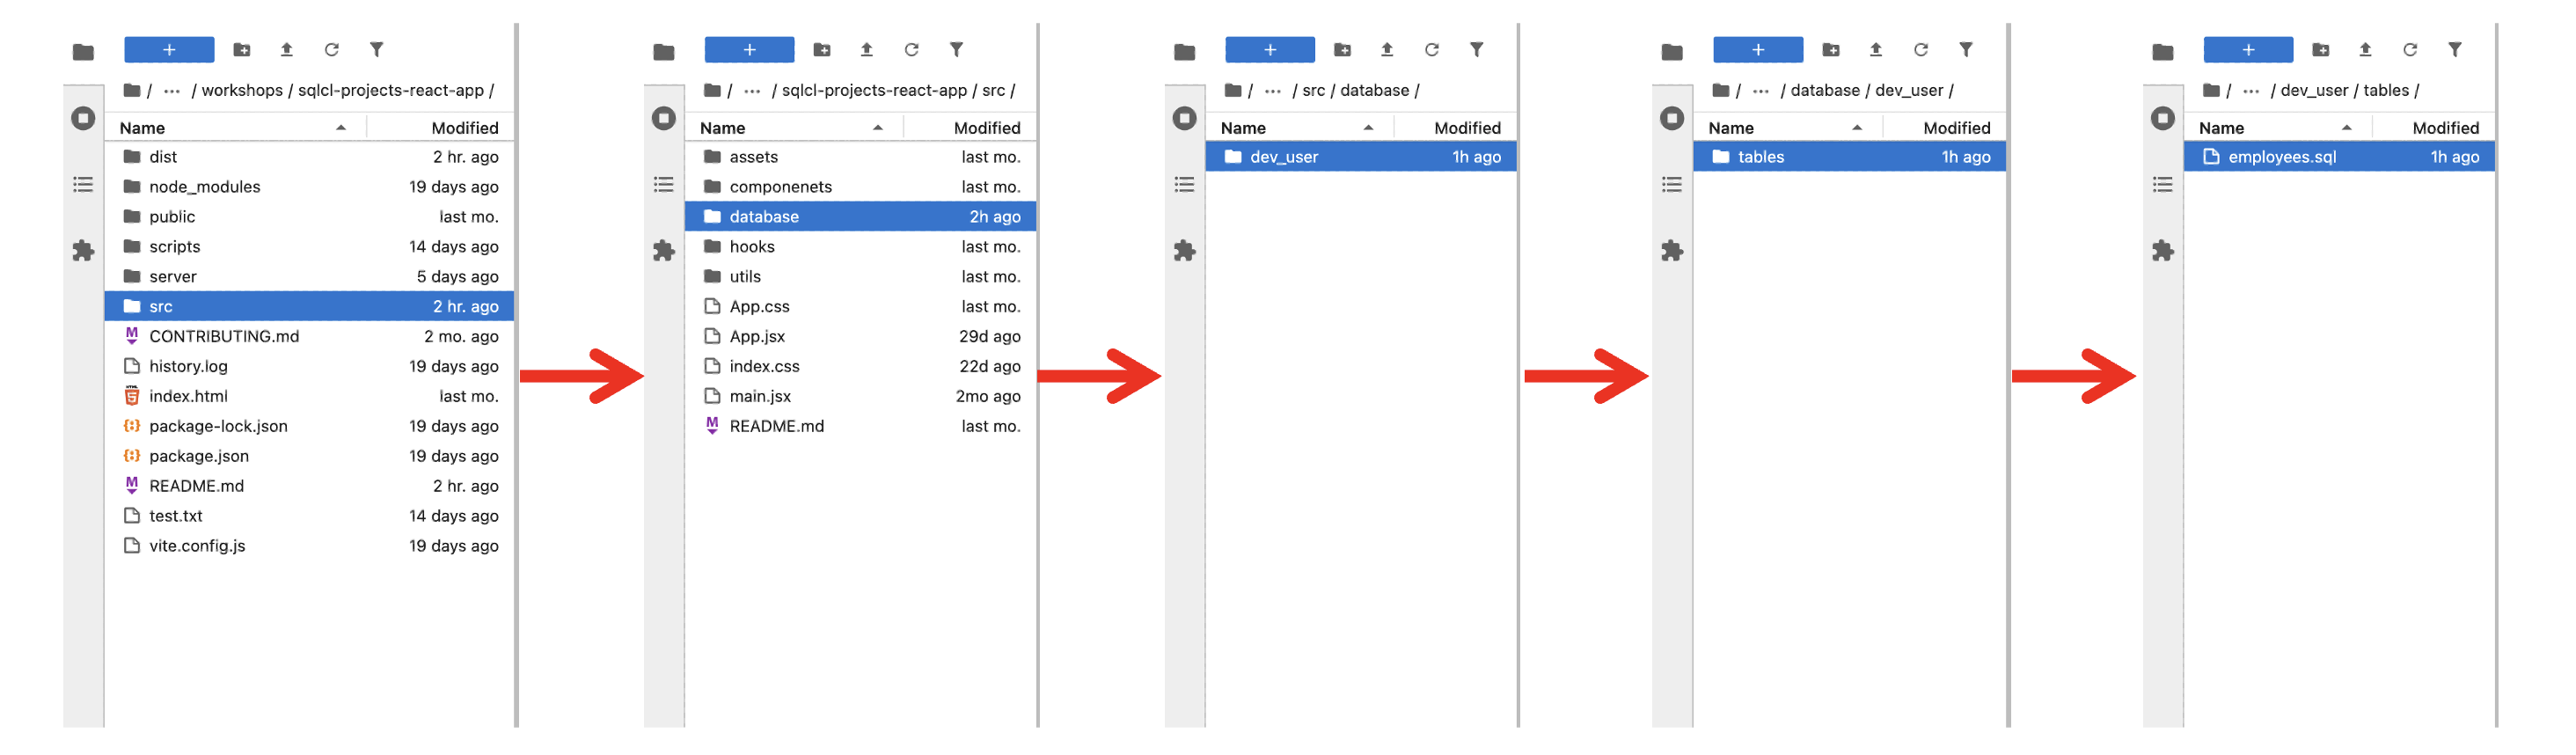 +
/ ··· / workshops / sqlcl-projects-react-app /
Name Modified
dist 2 hr. ago
node_modules 19 days ago
public last mo.
scripts 14 days ago
server 5 days ago
src 2 hr. ago
CONTRIBUTING.md 2 mo. ago
history.log 19 days ago
index.html last mo.
package-lock.json 19 days ago
package.json 19 days ago
README.md 2 hr. ago
test.txt 14 days ago
vite.config.js 19 days ago
+
/ ··· / sqlcl-projects-react-app / src /
Name Modified
assets last mo.
componenets last mo.
database 2h ago
hooks last mo.
utils last mo.
App.css last mo.
App.jsx 29d ago
index.css 22d ago
main.jsx 2mo ago
README.md last mo.
+
/ ··· / src / database /
Name Modified
dev_user 1h ago
+
/ ··· / database / dev_user /
Name Modified
tables 1h ago
+
/ ··· / dev_user / tables /
Name Modified
employees.sql 1h ago